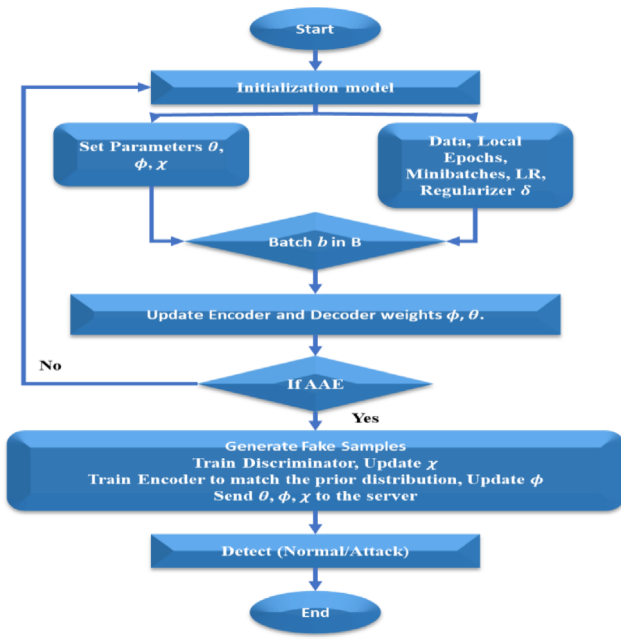 Start
Initialization model
Set Parameters θ,
ϕ, χ
Data, Local
Epochs,
Minibatches, LR,
Regularizer δ
Batch b in B
Update Encoder and Decoder weights ϕ, θ.
No
If AAE
Yes
Generate Fake Samples
Train Discriminator, Update χ
Train Encoder to match the prior distribution, Update ϕ
Send θ, ϕ, χ to the server
Detect (Normal/Attack)
End